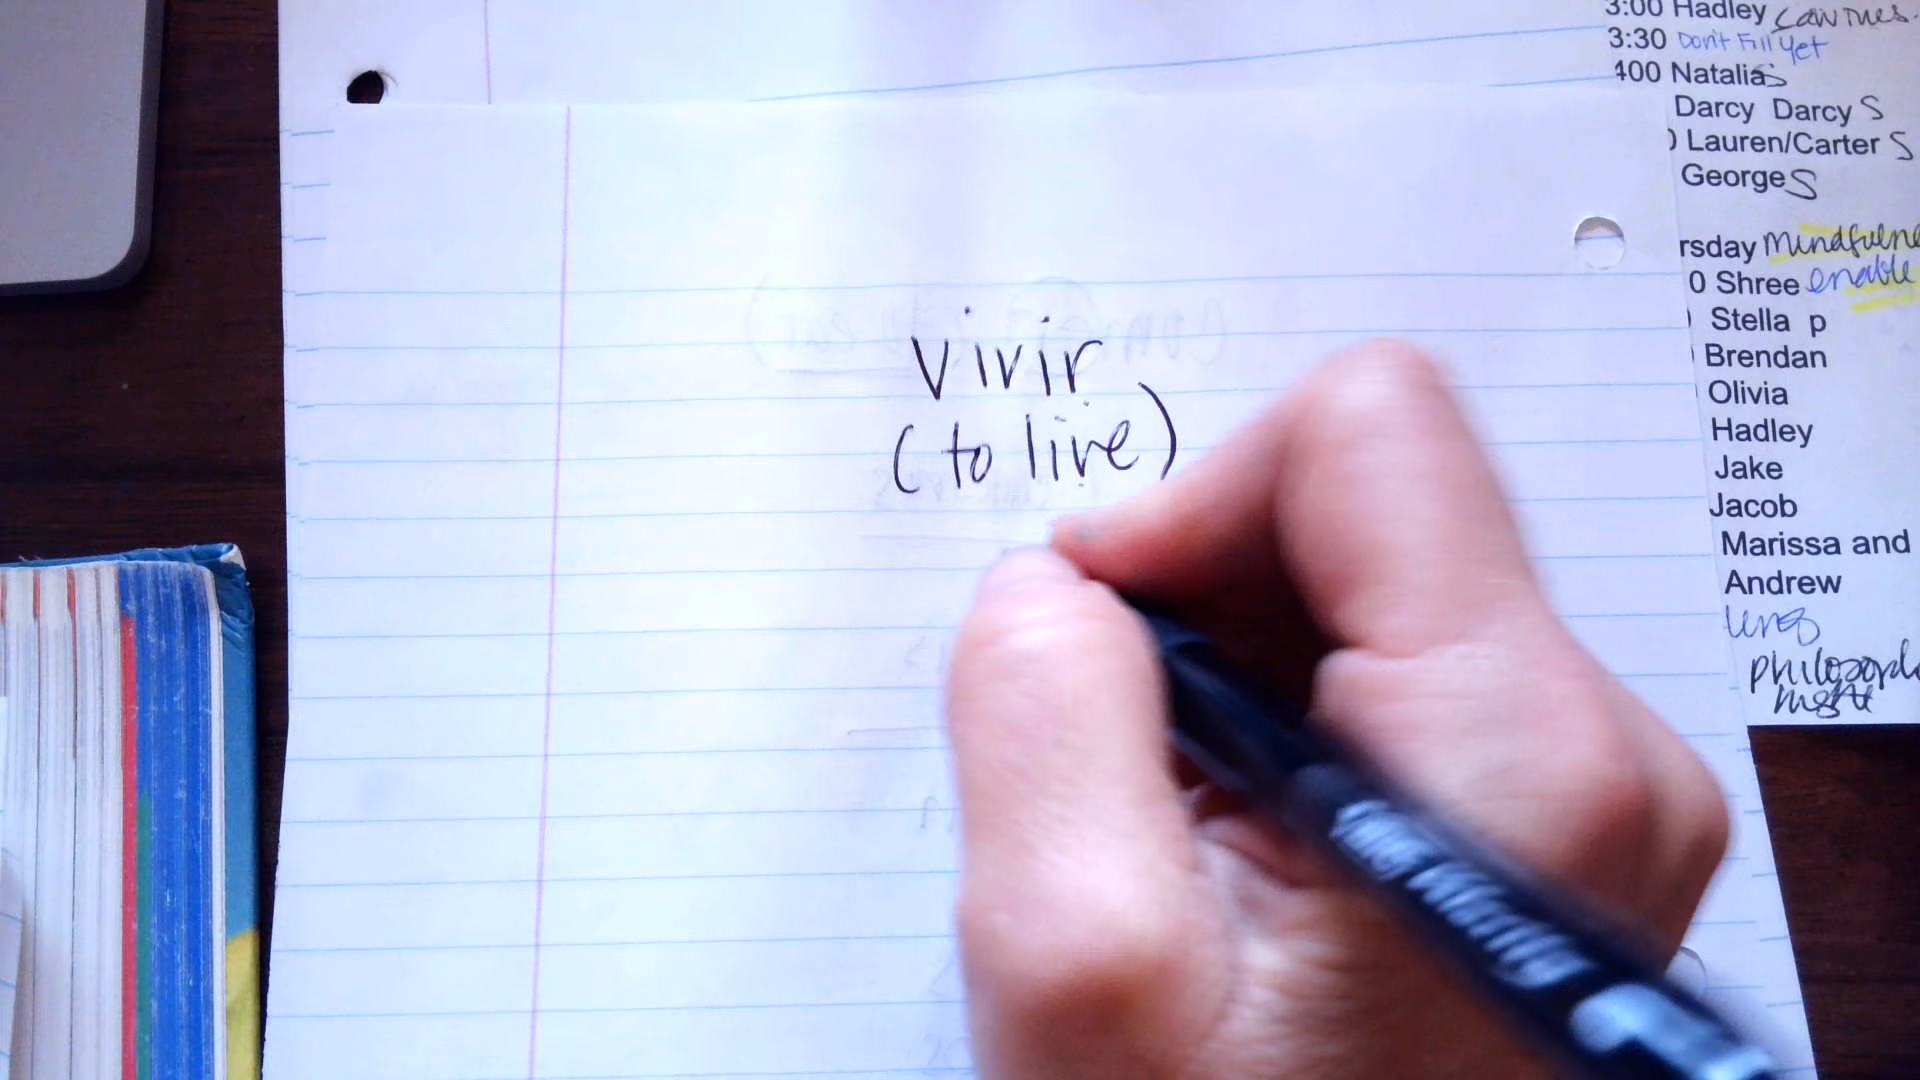 vivir
(to live)
3:00 Hadley
3:30 Don't Fill yet
400 Natalia S
Darcy Darcy S
Lauren/Carter S
George S
rsday mindfulne
0 Shree enable
Stella p
Brendan
Olivia
Hadley
Jake
Jacob
Marissa and
Andrew